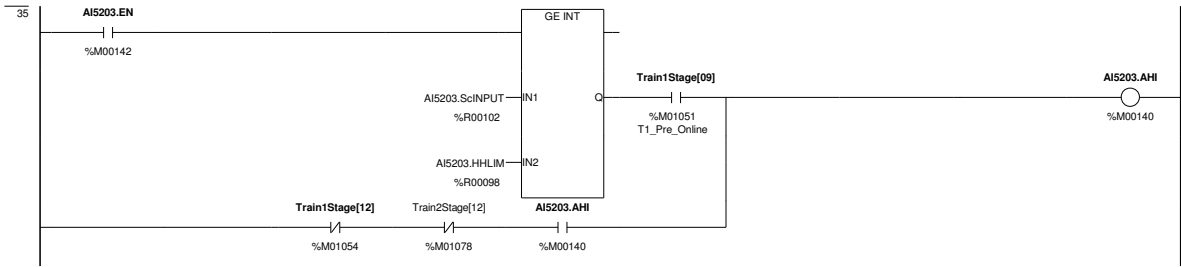 35
AI5203.EN
GE INT
%M00142
Train1Stage[09]
AI5203.AHI
AI5203.ScINPUT
IN1
Q
%R00102
%M01051
%M00140
T1_Pre_Online
AI5203.HHLIM
IN2
%R00098
Train1Stage[12]
Train2Stage[12]
AI5203.AHI
%M01054
%M01078
%M00140